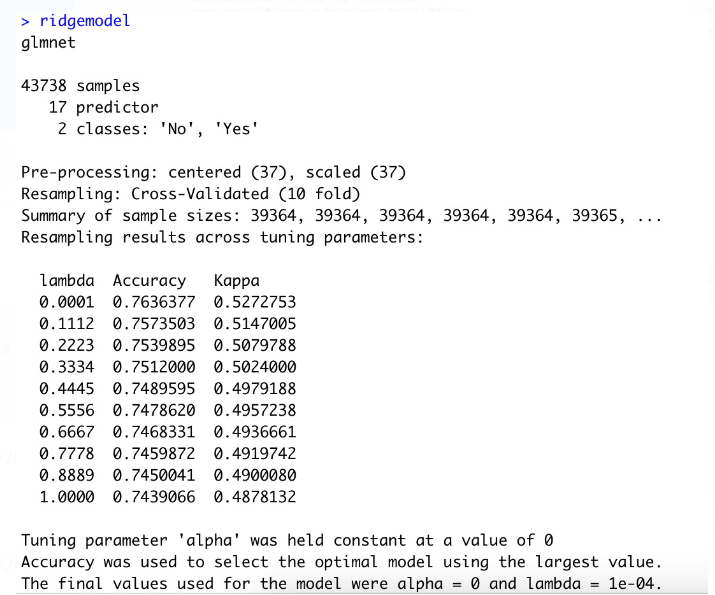 > ridgemodel
glmnet
43738 samples
17 predictor
2 classes: 'No', 'Yes'
Pre-processing: centered (37), scaled (37)
Resampling: Cross-Validated (10 fold)
Summary of sample sizes: 39364, 39364, 39364, 39364, 39364, 39365, ...
Resampling results across tuning parameters:
lambda Accuracy Kappa
0.0001 0.7636377 0.5272753
0.1112 0.7573503 0.5147005
0.2223 0.7539895 0.5079788
0.3334 0.7512000 0.5024000
0.4445 0.7489595 0.4979188
0.5556 0.7478620 0.4957238
0.6667 0.7468331 0.4936661
0.7778 0.7459872 0.4919742
0.8889 0.7450041 0.4900080
1.0000 0.7439066 0.4878132
Tuning parameter 'alpha' was held constant at a value of 0
Accuracy was used to select the optimal model using the largest value.
The final values used for the model were alpha = 0 and lambda = 1e-04.